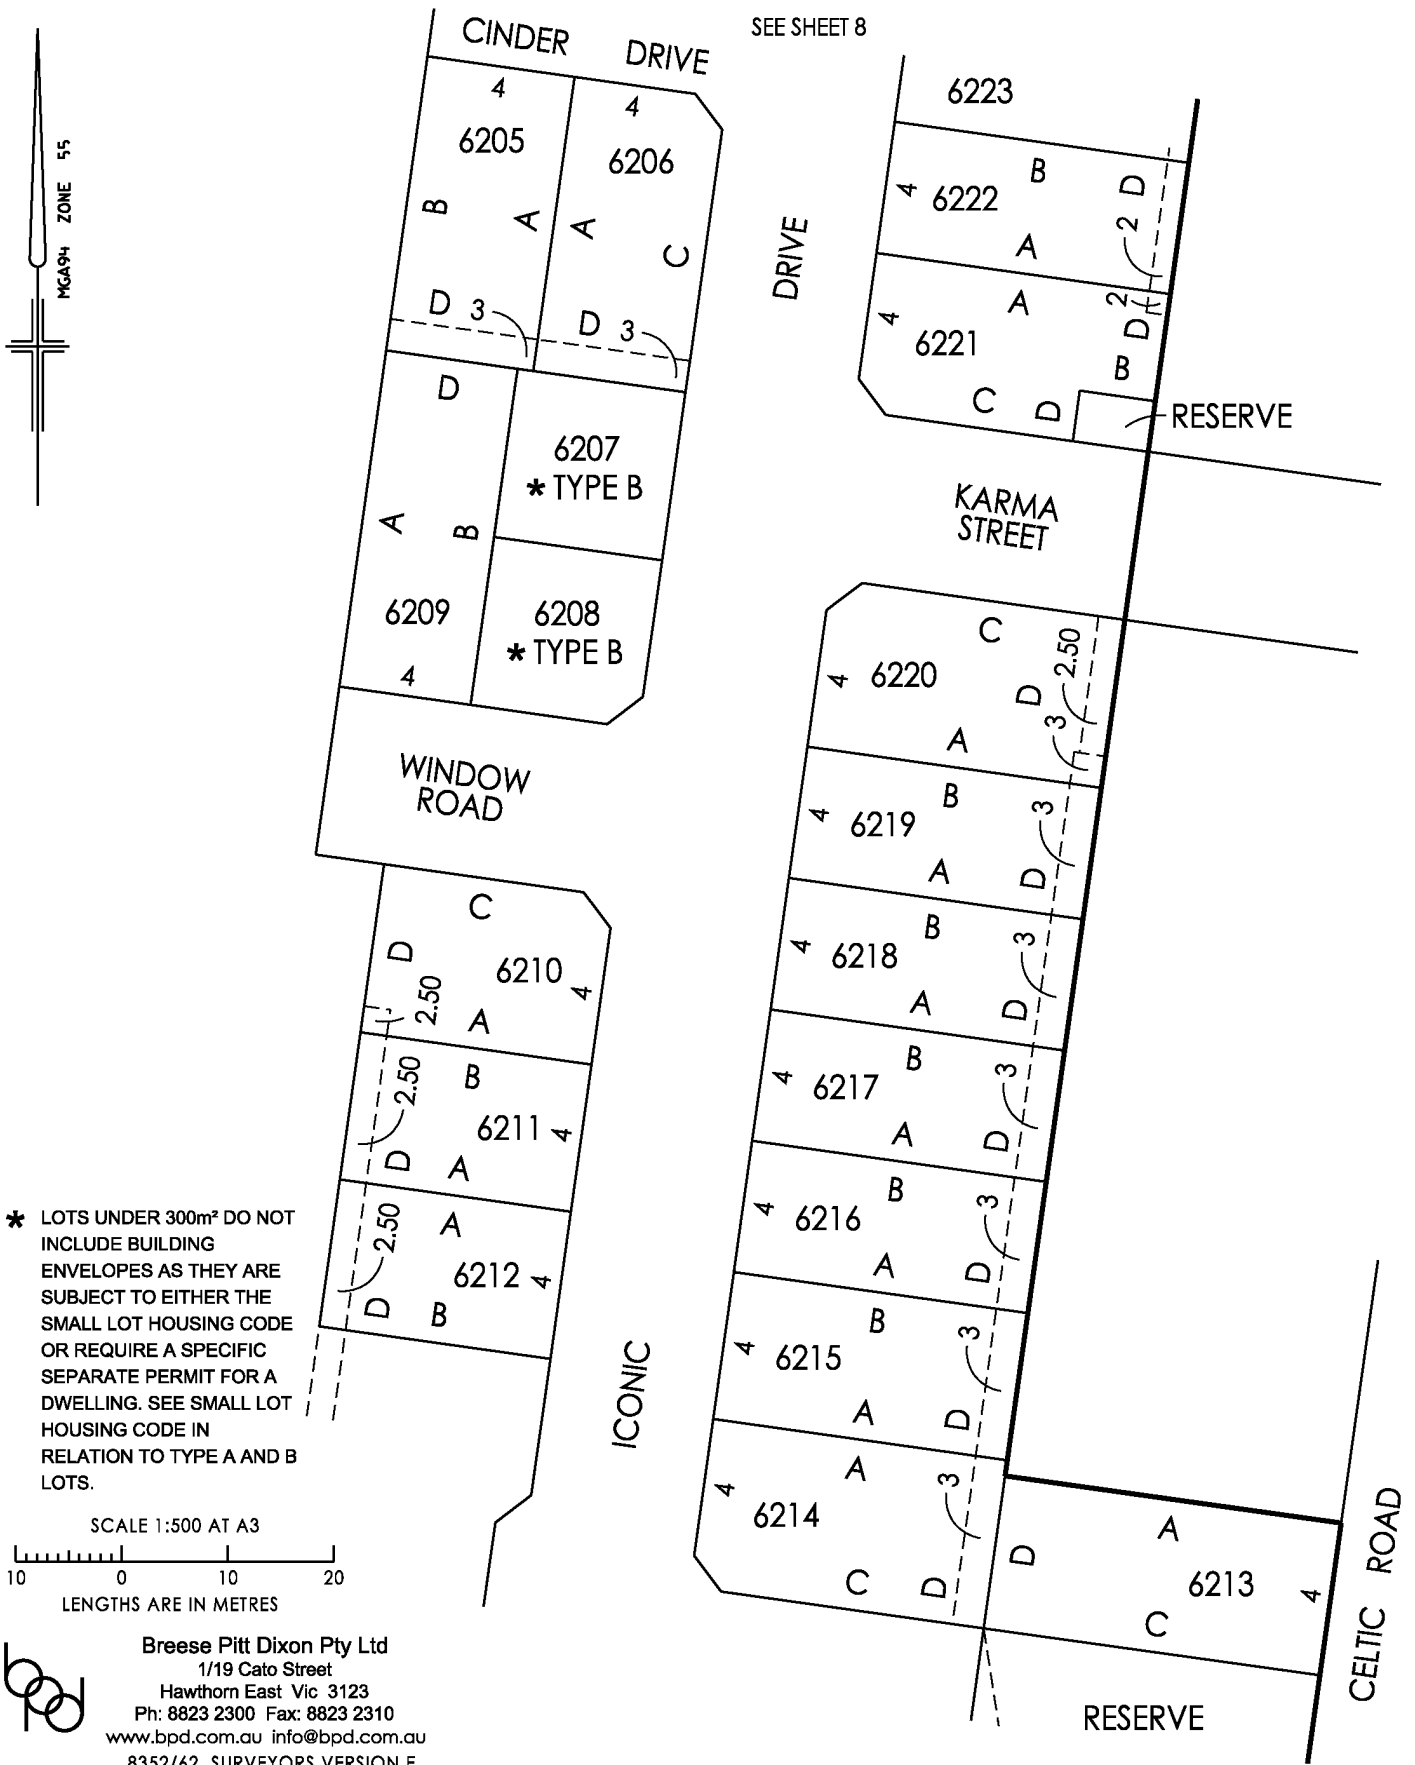 SEE SHEET 8
CINDER DRIVE
MGA94 ZONE 55
4
6205
B
A
D 3
4
6206
A
C
D 3
D
A
B
6209
4
6207
* TYPE B
6208
* TYPE B
WINDOW
ROAD
DRIVE
6223
B
D
4
6222
2
A
A
2
4
D
6221
B
C
D
RESERVE
KARMA
STREET
C
2.50
4
6220
D
3
A
B
3
4
6219
A
D
B
3
4
6218
A
D
B
3
4
6217
A
D
B
3
4
6216
A
D
B
3
4
6215
A
D
A
3
4
6214
C
D
C
D
6210
4
2.50
A
B
2.50
6211
4
D
A
A
2.50
6212
4
D
B
ICONIC
A
D
6213
4
C
CELTIC ROAD
RESERVE
* LOTS UNDER 300m² DO NOT
INCLUDE BUILDING
ENVELOPES AS THEY ARE
SUBJECT TO EITHER THE
SMALL LOT HOUSING CODE
OR REQUIRE A SPECIFIC
SEPARATE PERMIT FOR A
DWELLING. SEE SMALL LOT
HOUSING CODE IN
RELATION TO TYPE A AND B
LOTS.
SCALE 1:500 AT A3
10 0 10 20
LENGTHS ARE IN METRES
bpd
Breese Pitt Dixon Pty Ltd
1/19 Cato Street
Hawthorn East Vic 3123
Ph: 8823 2300 Fax: 8823 2310
www.bpd.com.au info@bpd.com.au
8352/62 SURVEYORS VERSION